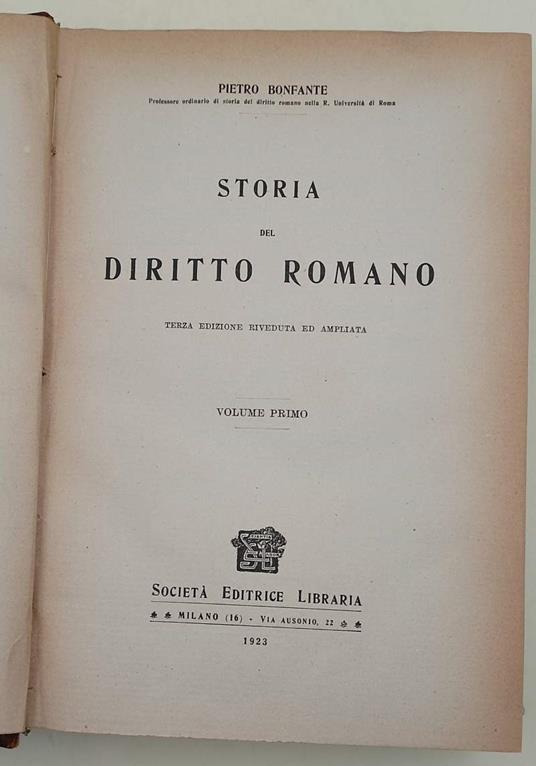 PIETRO BONFANTE
Professore ordinario di storia del diritto romano nella R. Università di Roma
STORIA
DEL
DIRITTO ROMANO
TERZA EDIZIONE RIVEDUTA ED AMPLIATA
VOLUME PRIMO
SOCIETÀ EDITRICE LIBRARIA
MILANO (16) - VIA AUSONIO, 22
1923